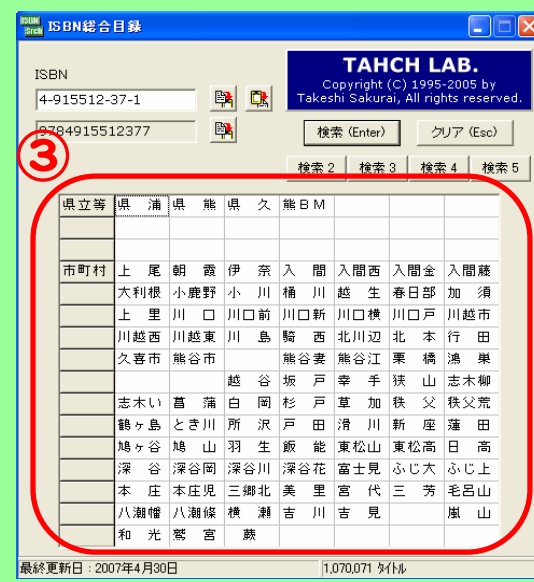 ISBN総合目録
ISBN
4-915512-37-1
9784915512377
TAHCH LAB.
Copyright (C) 1995-2005 by
Takeshi Sakurai, All rights reserved.
検索 (Enter) クリア (Esc)
検索 2 検索 3 検索 4 検索 5
③
県立等 県 浦 県 熊 県 久 熊BM
市町村 上 尾 朝 霞 伊 奈 入 間 入間西 入間金 入間藤
大利根 小鹿野 小 川 桶 川 越 生 春日部 加 須
上 里 川 口 川口前 川口新 川口横 川口戸 川越市
川越西 川越東 川 島 騎 西 北川辺 北 本 行 田
久喜市 熊谷市 熊谷妻 熊谷江 栗 橋 鴻 巣
越 谷 坂 戸 幸 手 狭 山 志木柳
志木い 菖 蒲 白 岡 杉 戸 草 加 秩 父 秩父荒
鶴ヶ島 とき川 所 沢 戸 田 滑 川 新 座 蓮 田
鳩ヶ谷 鳩 山 羽 生 飯 能 東松山 東松高 日 高
深 谷 深谷岡 深谷川 深谷花 富士見 ふじ大 ふじ上
本 庄 本庄児 三郷北 美 里 宮 代 三 芳 毛呂山
八潮幡 八潮條 横 瀬 吉 川 吉 見 嵐 山
和 光 鷲 宮 蕨
最終更新日：2007年4月30日 1,070,071 タイトル